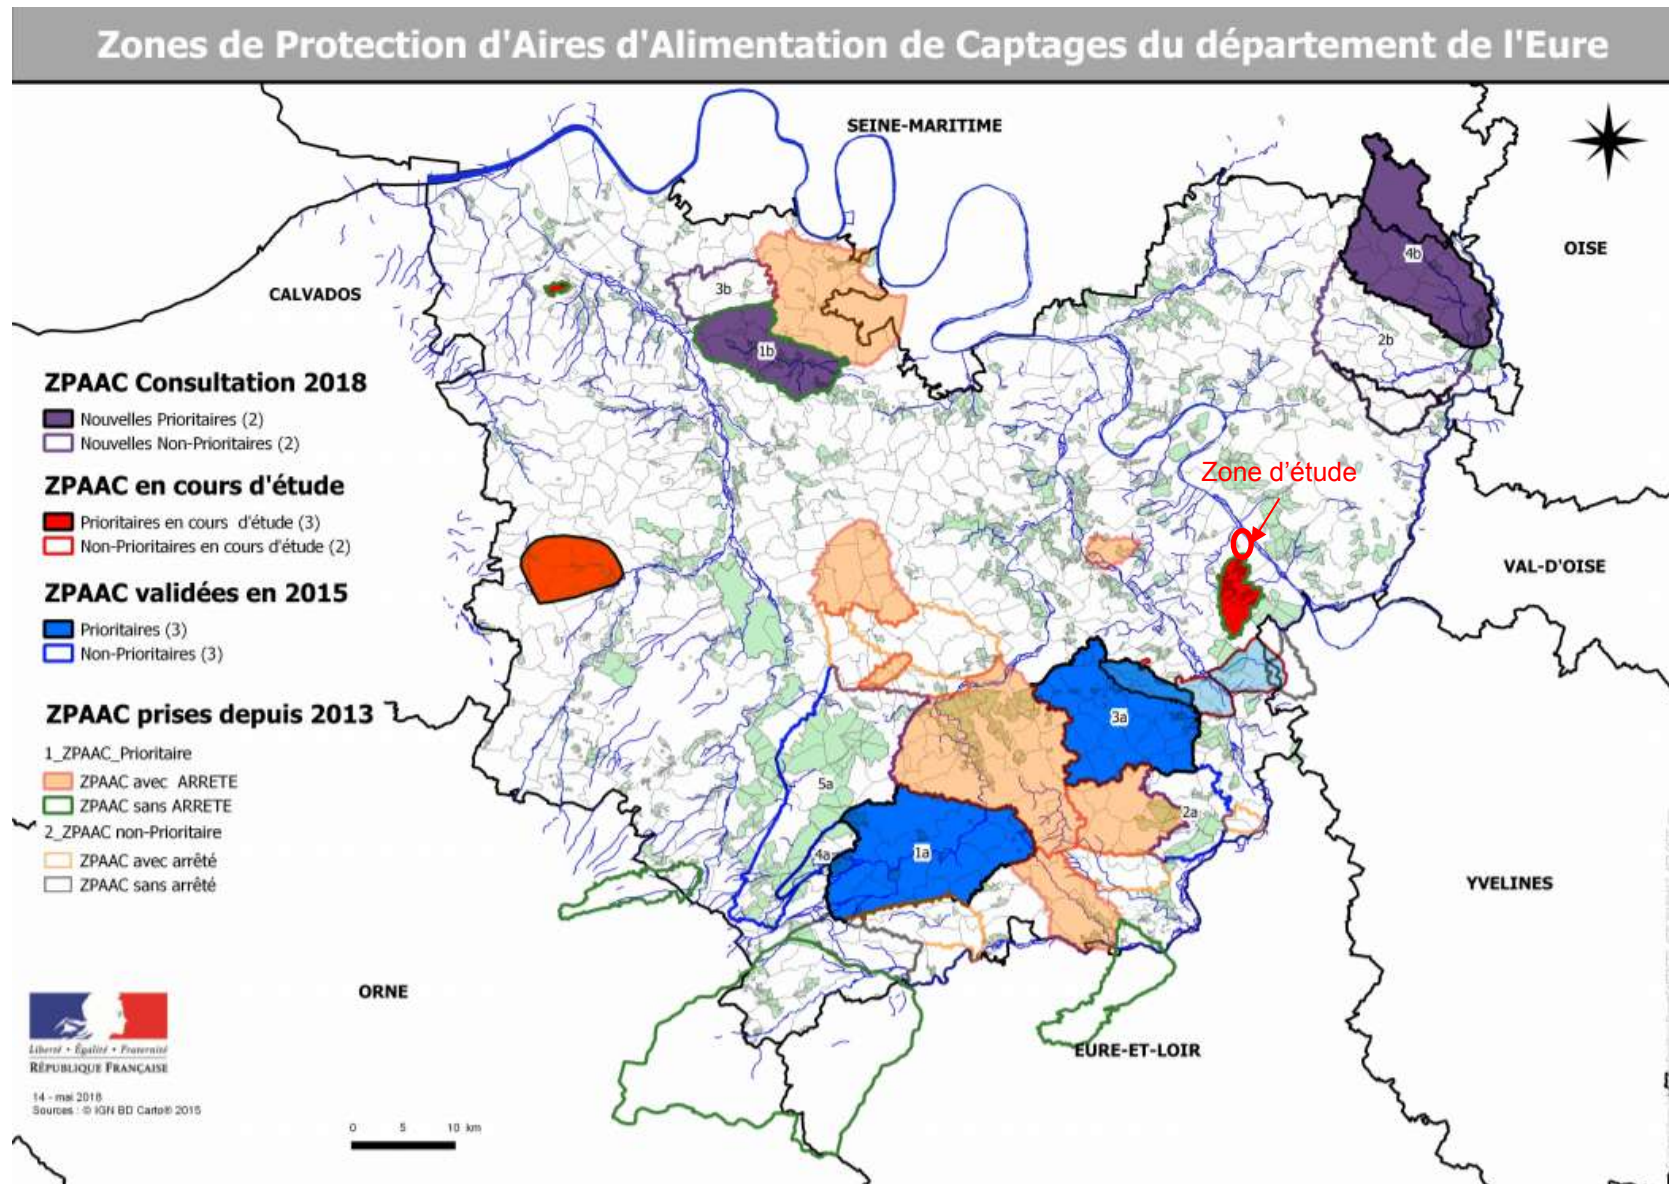 Zones de Protection d'Aires d'Alimentation de Captages du département de l'Eure
SEINE-MARITIME
OISE
CALVADOS
4b
3b
2b
1b
ZPAAC Consultation 2018
Nouvelles Prioritaires (2)
Nouvelles Non-Prioritaires (2)
Zone d'étude
ZPAAC en cours d'étude
Prioritaires en cours d'étude (3)
Non-Prioritaires en cours d'étude (2)
VAL-D'OISE
ZPAAC validées en 2015
Prioritaires (3)
Non-Prioritaires (3)
ZPAAC prises depuis 2013
3a
1_ZPAAC_Prioritaire
ZPAAC avec ARRETE
5a
ZPAAC sans ARRETE
2a
2_ZPAAC non-Prioritaire
4a
1a
ZPAAC avec arrêté
ZPAAC sans arrêté
YVELINES
ORNE
Liberté • Égalité • Fraternité
RÉPUBLIQUE FRANÇAISE
EURE-ET-LOIR
14 - mai 2018
Sources : © IGN BD Carto® 2015
0 5 10 km